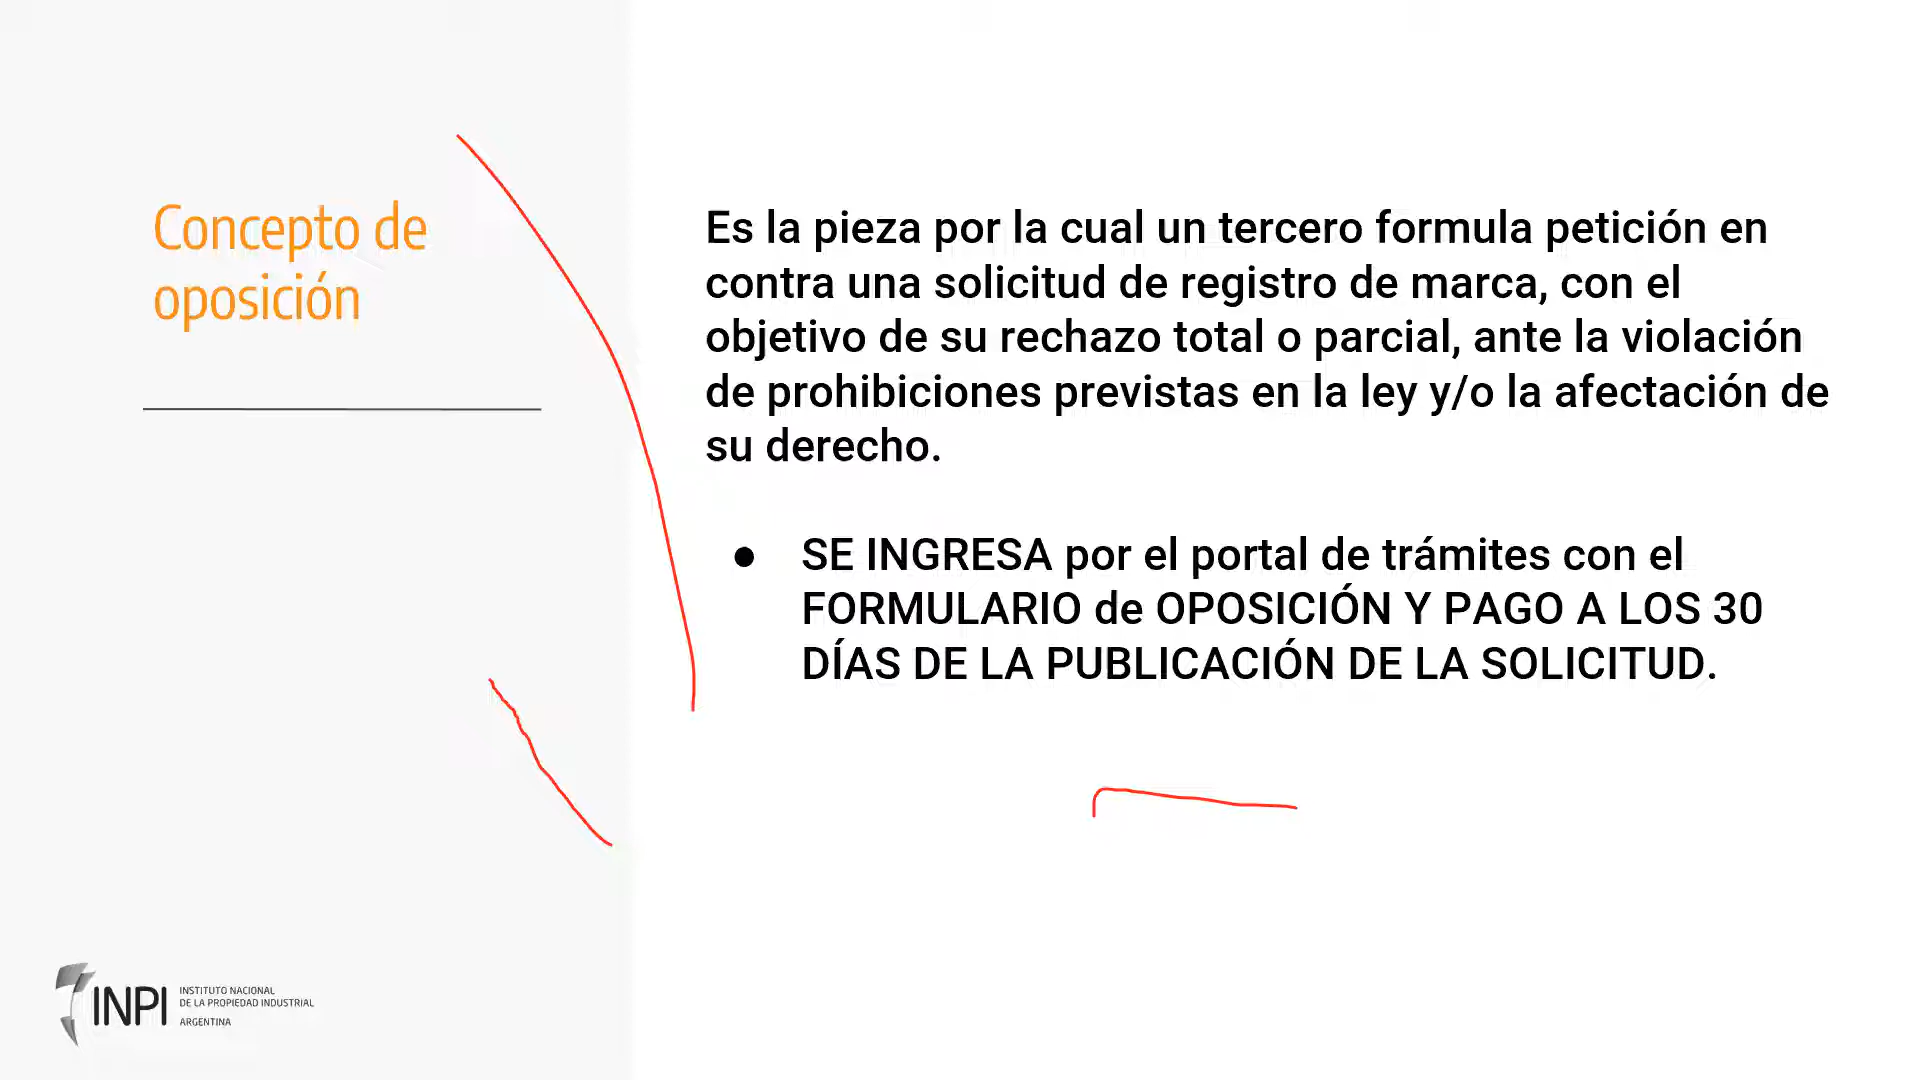 Concepto de
oposición
Es la pieza por la cual un tercero formula petición en
contra una solicitud de registro de marca, con el
objetivo de su rechazo total o parcial, ante la violación
de prohibiciones previstas en la ley y/o la afectación de
su derecho.
● SE INGRESA por el portal de trámites con el
FORMULARIO de OPOSICIÓN Y PAGO A LOS 30
DÍAS DE LA PUBLICACIÓN DE LA SOLICITUD.
INPI
INSTITUTO NACIONAL
DE LA PROPIEDAD INDUSTRIAL
ARGENTINA